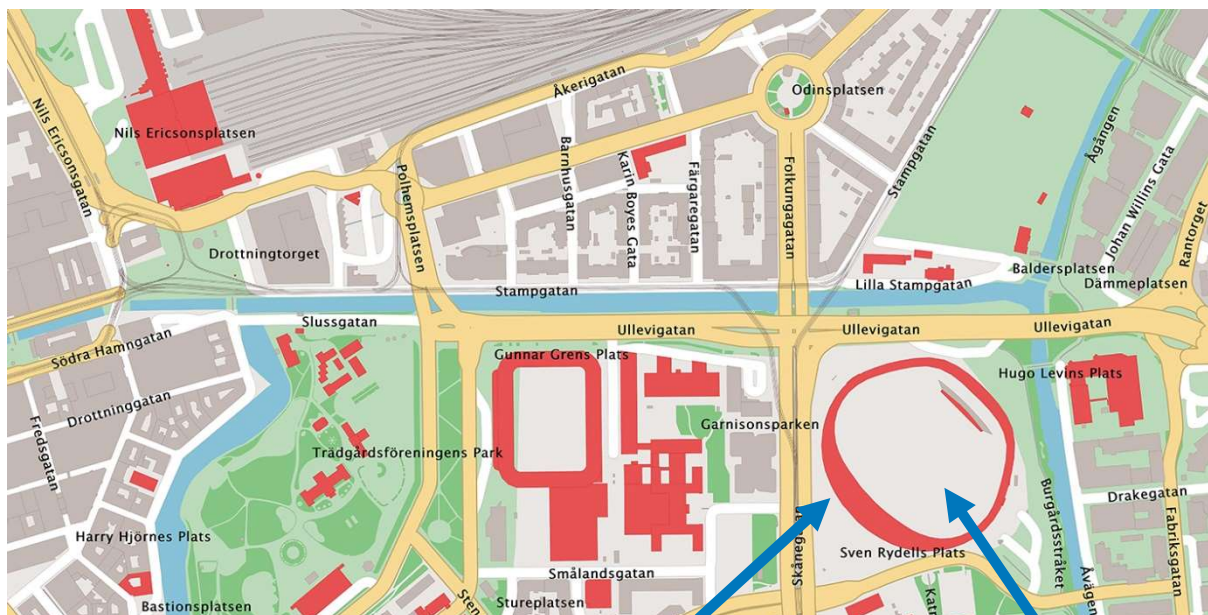 Åkerigatan
Odinsplatsen
Nils Ericsonsgatan
Nils Ericsonsplatsen
Ågången
Stampgatan
Polhemsplatsen
Barnhusgatan
Karin Boyes Gata
Färgaregatan
Folkungagatan
Johan Willins Gata
Rantorget
Drottningtorget
Baldersplatsen
Dämmeplatsen
Lilla Stampgatan
Stampgatan
Slussgatan
Södra Hamngatan
Ullevigatan
Ullevigatan
Ullevigatan
Gunnar Grens Plats
Hugo Levins Plats
Drottninggatan
Fredsgatan
Garnisonsparken
Trädgårdsföreningens Park
Burgårdsstråket
Drakegatan
Fabriksgatan
Harry Hjörnes Plats
Sven Rydells Plats
Smålandsgatan
Stureplatsen
Bastionsplatsen
Sten